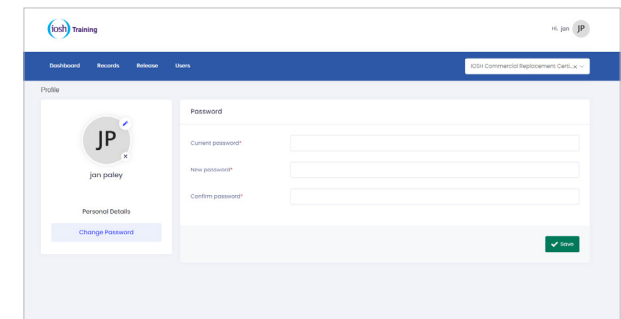 iosh Training
Hi, jan JP
Dashboard Records Release Users
IOSH Commercial Replacement Certi...x
Profile
JP
jan paley
Personal Details
Change Password
Password
Current password*
New password*
Confirm password*
Save